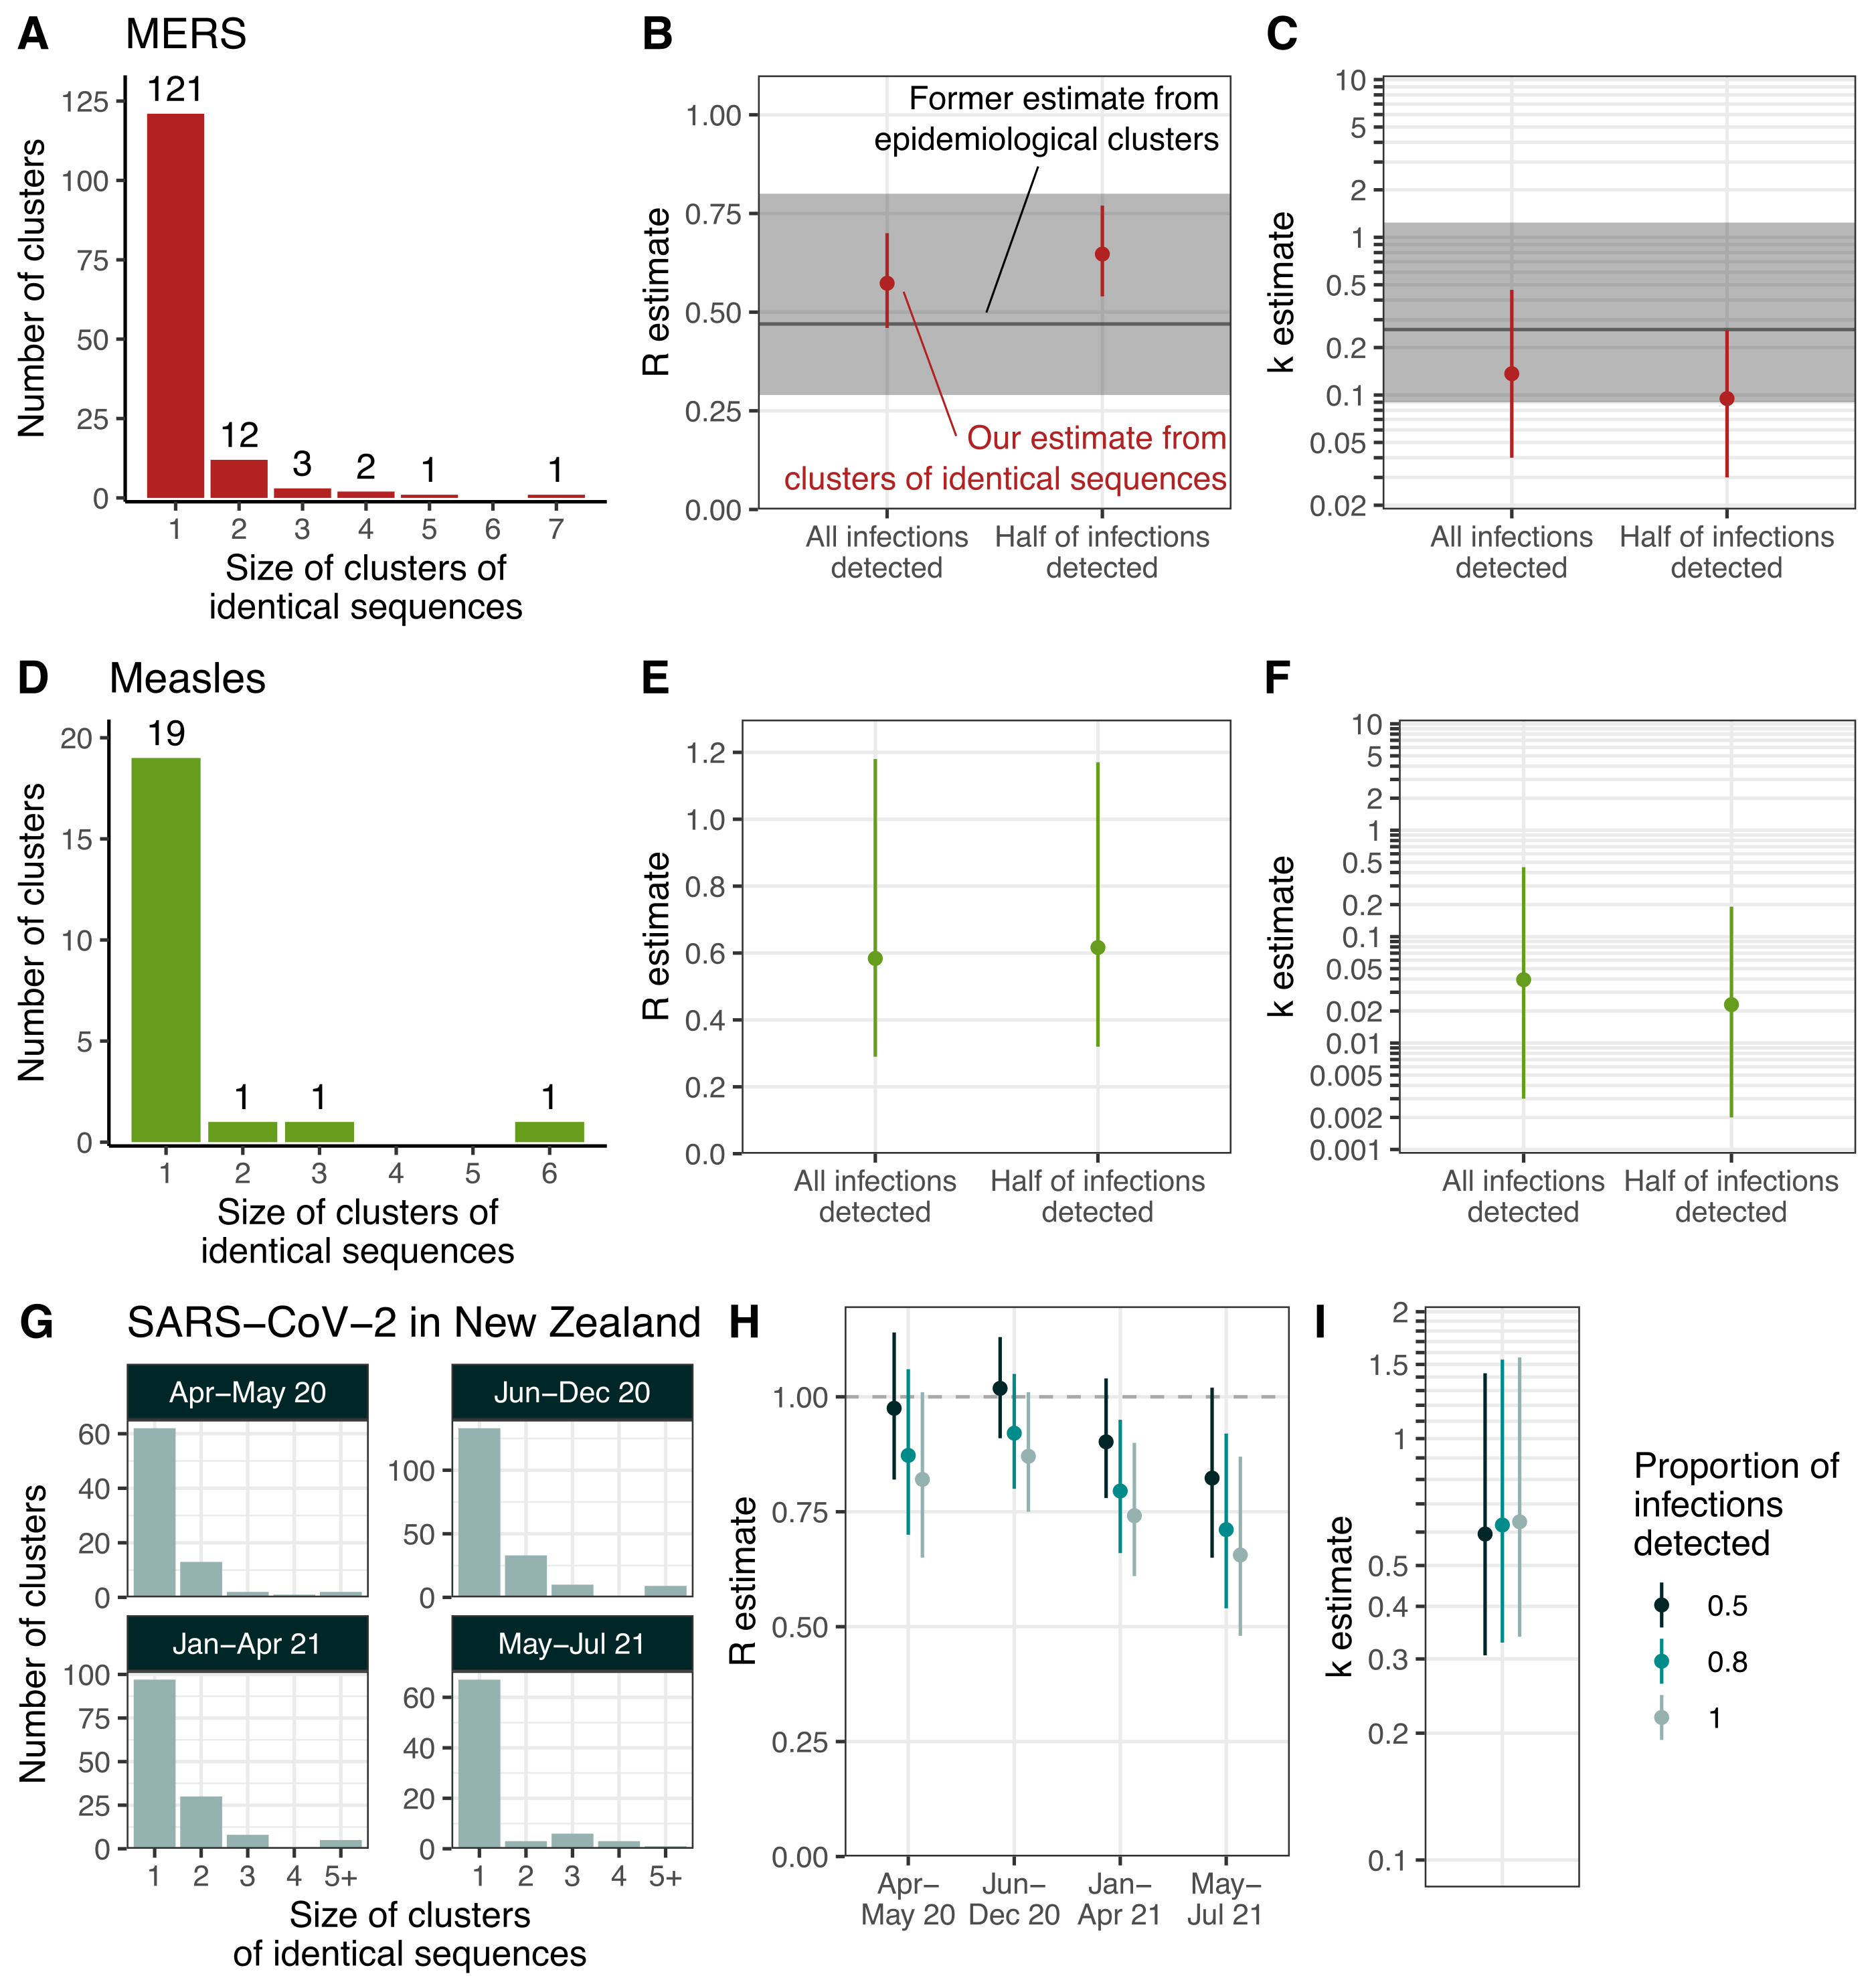 A MERS
Number of clusters
125
100
75
50
25
0
121
12
3
2
1
1
1 2 3 4 5 6 7
Size of clusters of
identical sequences
B
R estimate
1.00
0.75
0.50
0.25
0.00
Former estimate from
epidemiological clusters
Our estimate from
clusters of identical sequences
All infections
detected
Half of infections
detected
C
k estimate
10
5
2
1
0.5
0.2
0.1
0.05
0.02
All infections
detected
Half of infections
detected
D Measles
Number of clusters
20
15
10
5
0
19
1
1
1
1 2 3 4 5 6
Size of clusters of
identical sequences
E
R estimate
1.2
1.0
0.8
0.6
0.4
0.2
0.0
All infections
detected
Half of infections
detected
F
k estimate
10
5
2
1
0.5
0.2
0.1
0.05
0.02
0.01
0.005
0.002
0.001
All infections
detected
Half of infections
detected
G SARS−CoV−2 in New Zealand
Number of clusters
Number of clusters
Apr−May 20
60
40
20
0
Jun−Dec 20
100
50
0
Jan−Apr 21
100
75
50
25
0
1 2 3 4 5+
May−Jul 21
60
40
20
0
1 2 3 4 5+
Size of clusters
of identical sequences
H
R estimate
1.00
0.75
0.50
0.25
0.00
Apr−
May 20
Jun−
Dec 20
Jan−
Apr 21
May−
Jul 21
I
k estimate
2
1.5
1
0.5
0.4
0.3
0.2
0.1
Proportion of
infections
detected
0.5
0.8
1